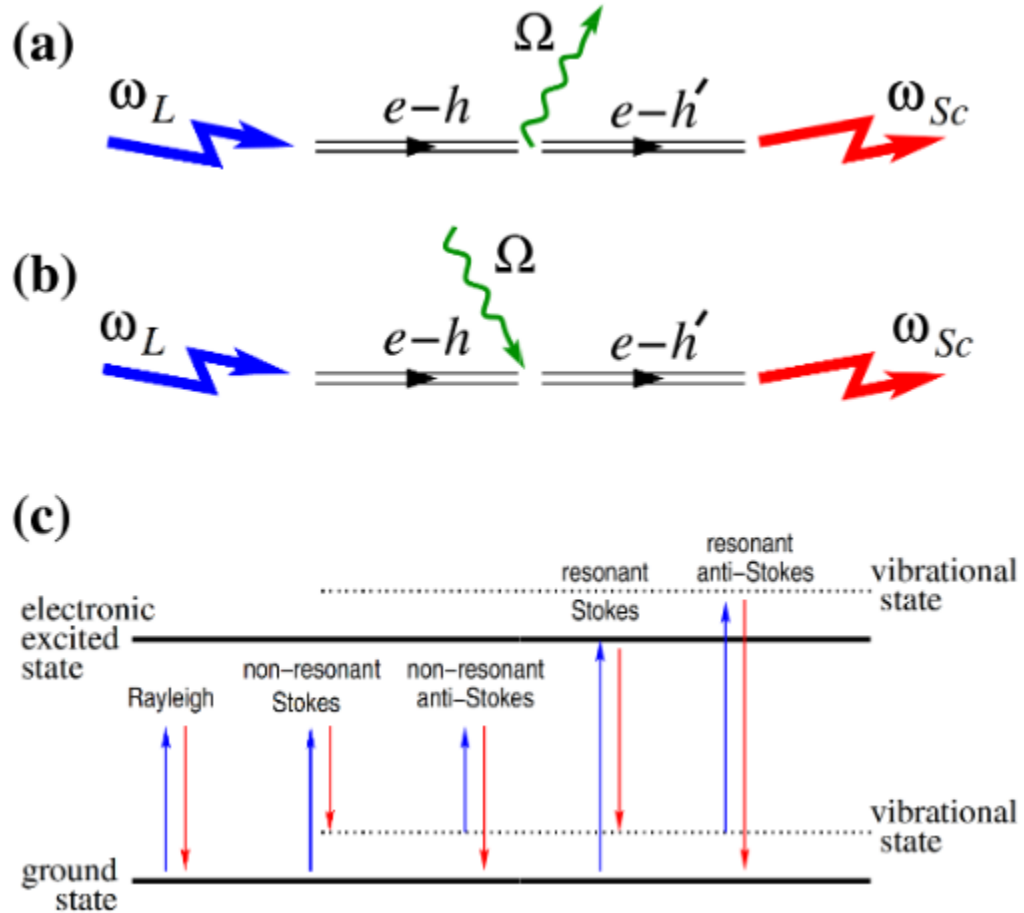 (a)
ω_L
e−h
Ω
e−h′
ω_Sc
(b)
ω_L
e−h
Ω
e−h′
ω_Sc
(c)
electronic
excited
state
Rayleigh
non−resonant
Stokes
non−resonant
anti−Stokes
resonant
Stokes
resonant
anti−Stokes
vibrational
state
vibrational
state
ground
state